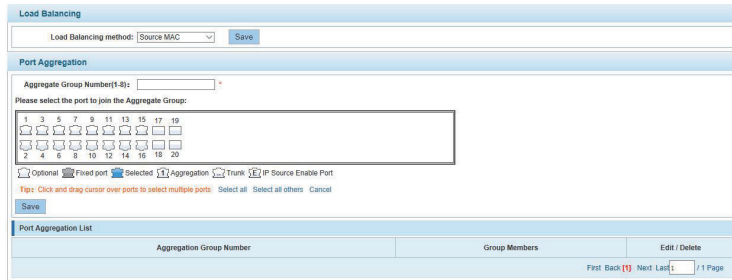 Load Balancing
Load Balancing method: Source MAC Save
Port Aggregation
Aggregate Group Number(1-8): *
Please select the port to join the Aggregate Group:
1 3 5 7 9 11 13 15 17 19
2 4 6 8 10 12 14 16 18 20
Optional Fixed port Selected 1 Aggregation ... Trunk E IP Source Enable Port
Tip: Click and drag cursor over ports to select multiple ports Select all Select all others Cancel
Save
Port Aggregation List
Aggregation Group Number Group Members Edit / Delete
First Back [1] Next Last 1 / 1 Page